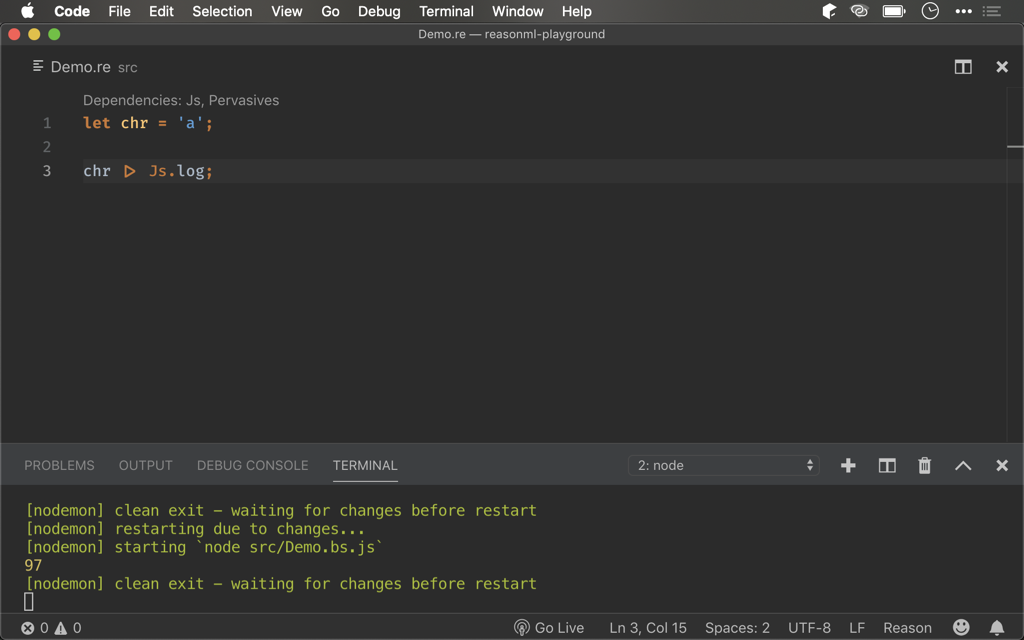 Code File Edit Selection View Go Debug Terminal Window Help
Demo.re — reasonml-playground
Demo.re src
Dependencies: Js, Pervasives
1 let chr = 'a';
2
3 chr |> Js.log;
PROBLEMS OUTPUT DEBUG CONSOLE TERMINAL 2: node
[nodemon] clean exit - waiting for changes before restart
[nodemon] restarting due to changes...
[nodemon] starting `node src/Demo.bs.js`
97
[nodemon] clean exit - waiting for changes before restart
0 0 Go Live Ln 3, Col 15 Spaces: 2 UTF-8 LF Reason